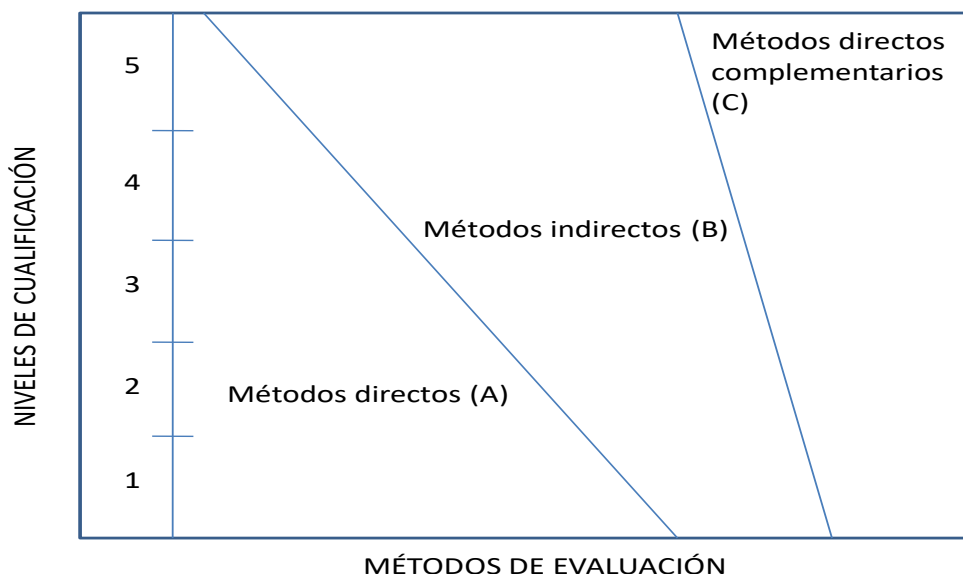 Métodos directos
complementarios
(C)
5
4
Métodos indirectos (B)
3
Métodos directos (A)
2
1
NIVELES DE CUALIFICACIÓN
MÉTODOS DE EVALUACIÓN